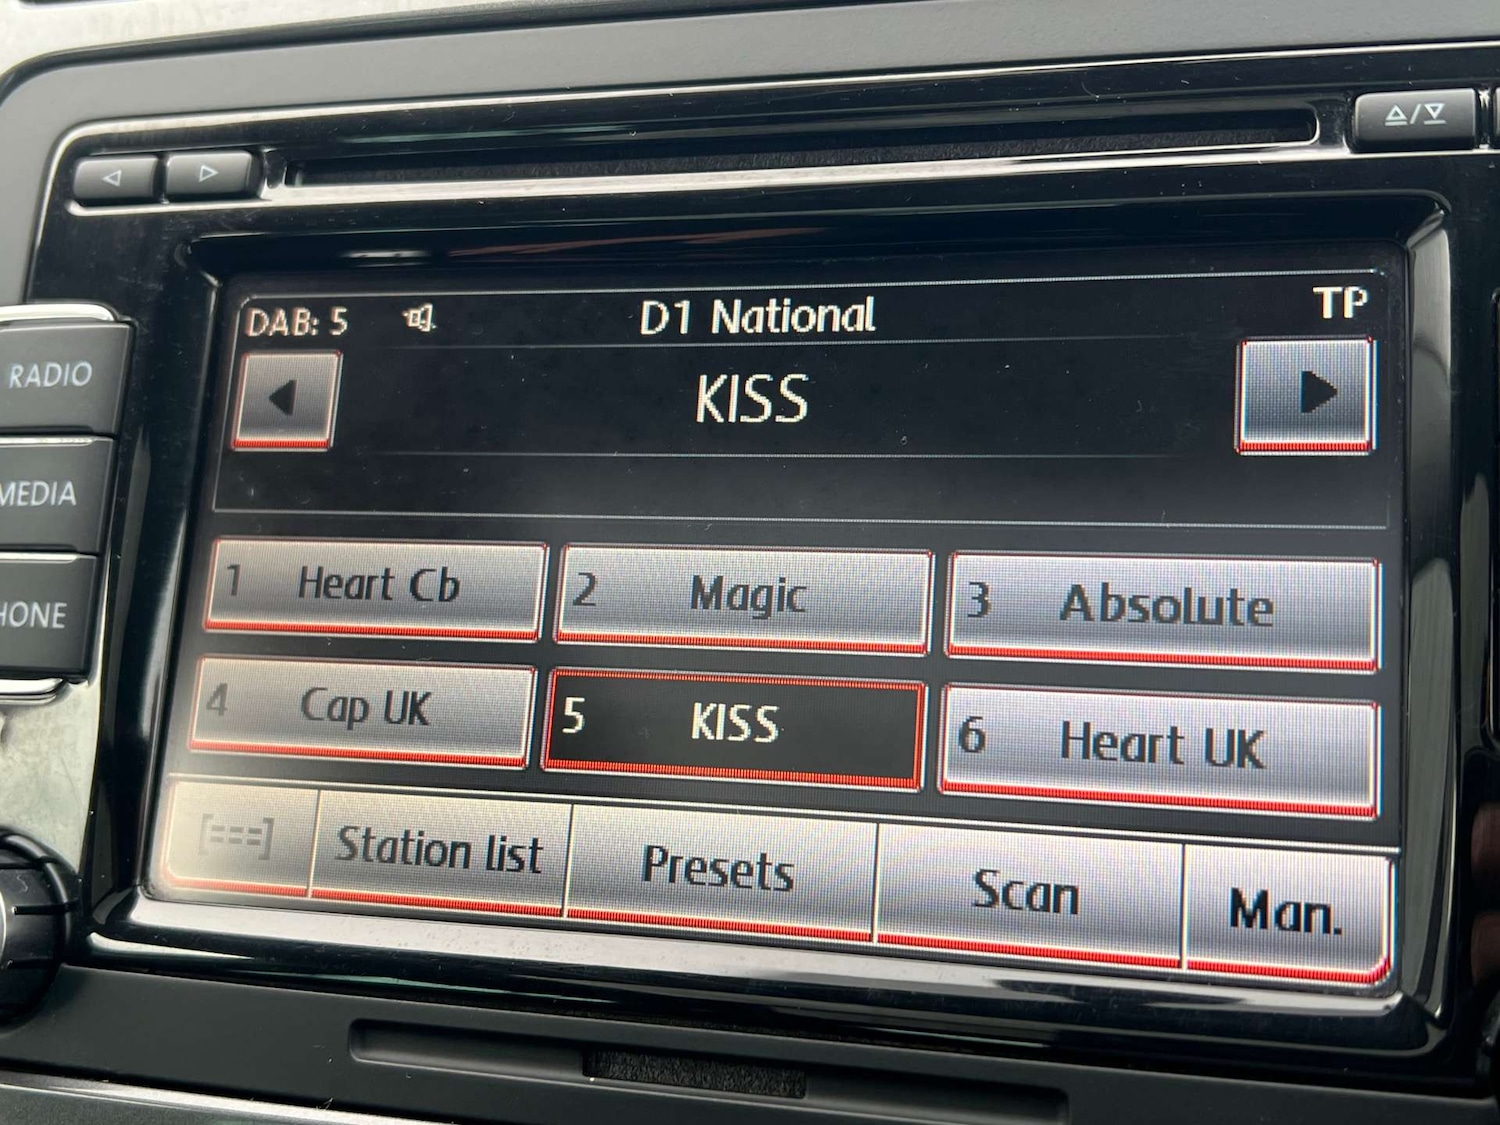 DAB: 5 D1 National TP
KISS
RADIO
MEDIA
HONE
1 Heart Cb 2 Magic 3 Absolute
4 Cap UK 5 KISS 6 Heart UK
Station list Presets Scan Man.